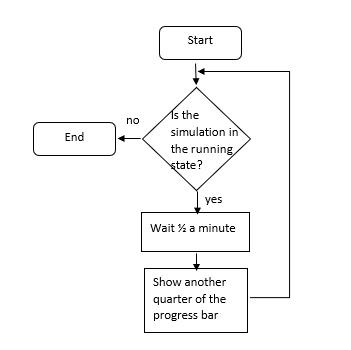 Start
Is the
simulation in
the running
state?
no
End
yes
Wait ½ a minute
Show another
quarter of the
progress bar